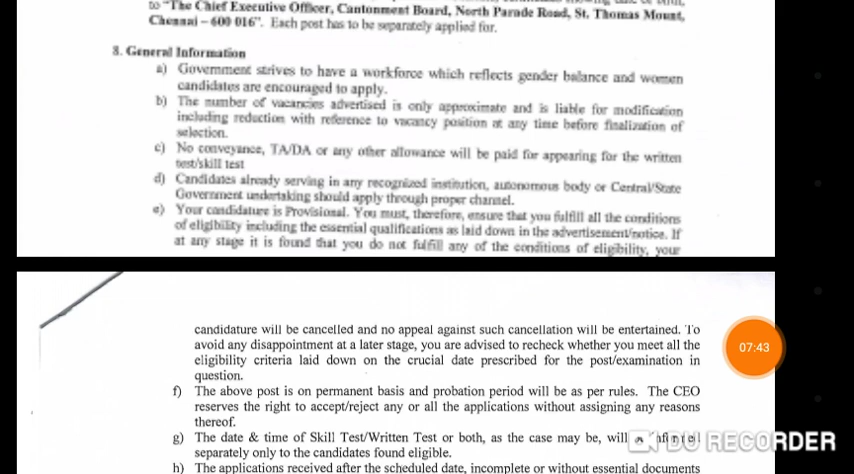 to "The Chief Executive Officer, Cantonment Board, North Parade Road, St. Thomas Mount,
Chennai – 600 016". Each post has to be separately applied for.
8. General Information
a) Government strives to have a workforce which reflects gender balance and women
candidates are encouraged to apply.
b) The number of vacancies advertised is only approximate and is liable for modification
including reduction with reference to vacancy position at any time before finalization of
selection.
c) No conveyance, TA/DA or any other allowance will be paid for appearing for the written
test/skill test
d) Candidates already serving in any recognized institution, autonomous body or Central/State
Government undertaking should apply through proper channel.
e) Your candidature is Provisional. You must, therefore, ensure that you fulfill all the conditions
of eligibility including the essential qualifications as laid down in the advertisement/notice. If
at any stage it is found that you do not fulfill any of the conditions of eligibility, your
candidature will be cancelled and no appeal against such cancellation will be entertained. To
avoid any disappointment at a later stage, you are advised to recheck whether you meet all the
eligibility criteria laid down on the crucial date prescribed for the post/examination in
question.
07:43
f) The above post is on permanent basis and probation period will be as per rules. The CEO
reserves the right to accept/reject any or all the applications without assigning any reasons
thereof.
g) The date & time of Skill Test/Written Test or both, as the case may be, will
DU RECORDER
separately only to the candidates found eligible.
h) The applications received after the scheduled date, incomplete or without essential documents